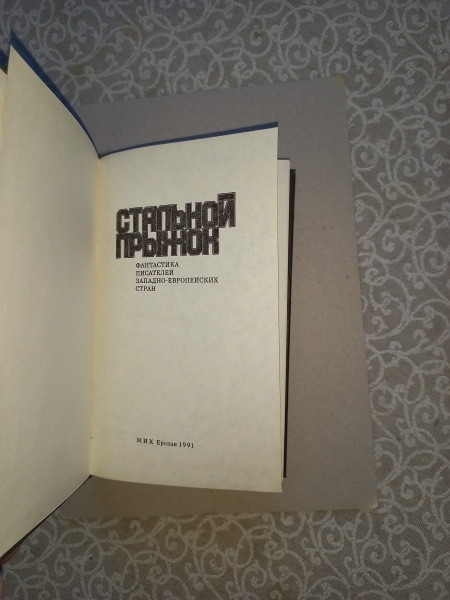 СТАЛЬНОЙ
ПРЫЖОК
ФАНТАСТИКА
ПИСАТЕЛЕЙ
ЗАПАДНО-ЕВРОПЕЙСКИХ
СТРАН
МИК Ереван 1991